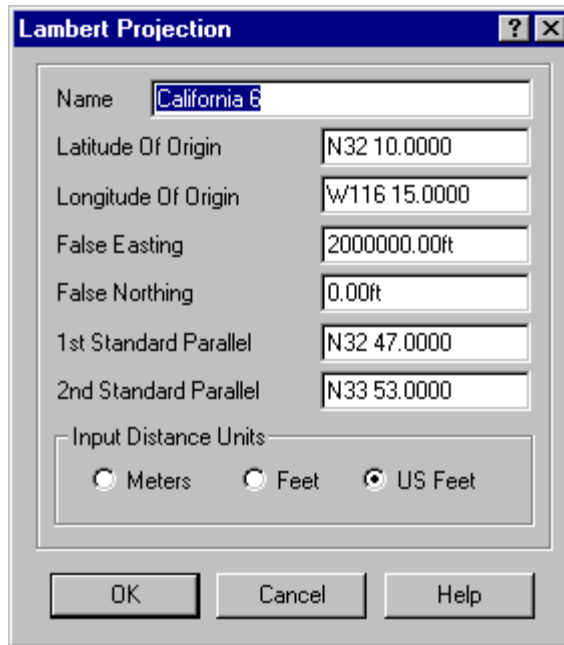 Lambert Projection
Name California 6
Latitude Of Origin N32 10.0000
Longitude Of Origin W116 15.0000
False Easting 2000000.00ft
False Northing 0.00ft
1st Standard Parallel N32 47.0000
2nd Standard Parallel N33 53.0000
Input Distance Units
Meters Feet US Feet
OK Cancel Help